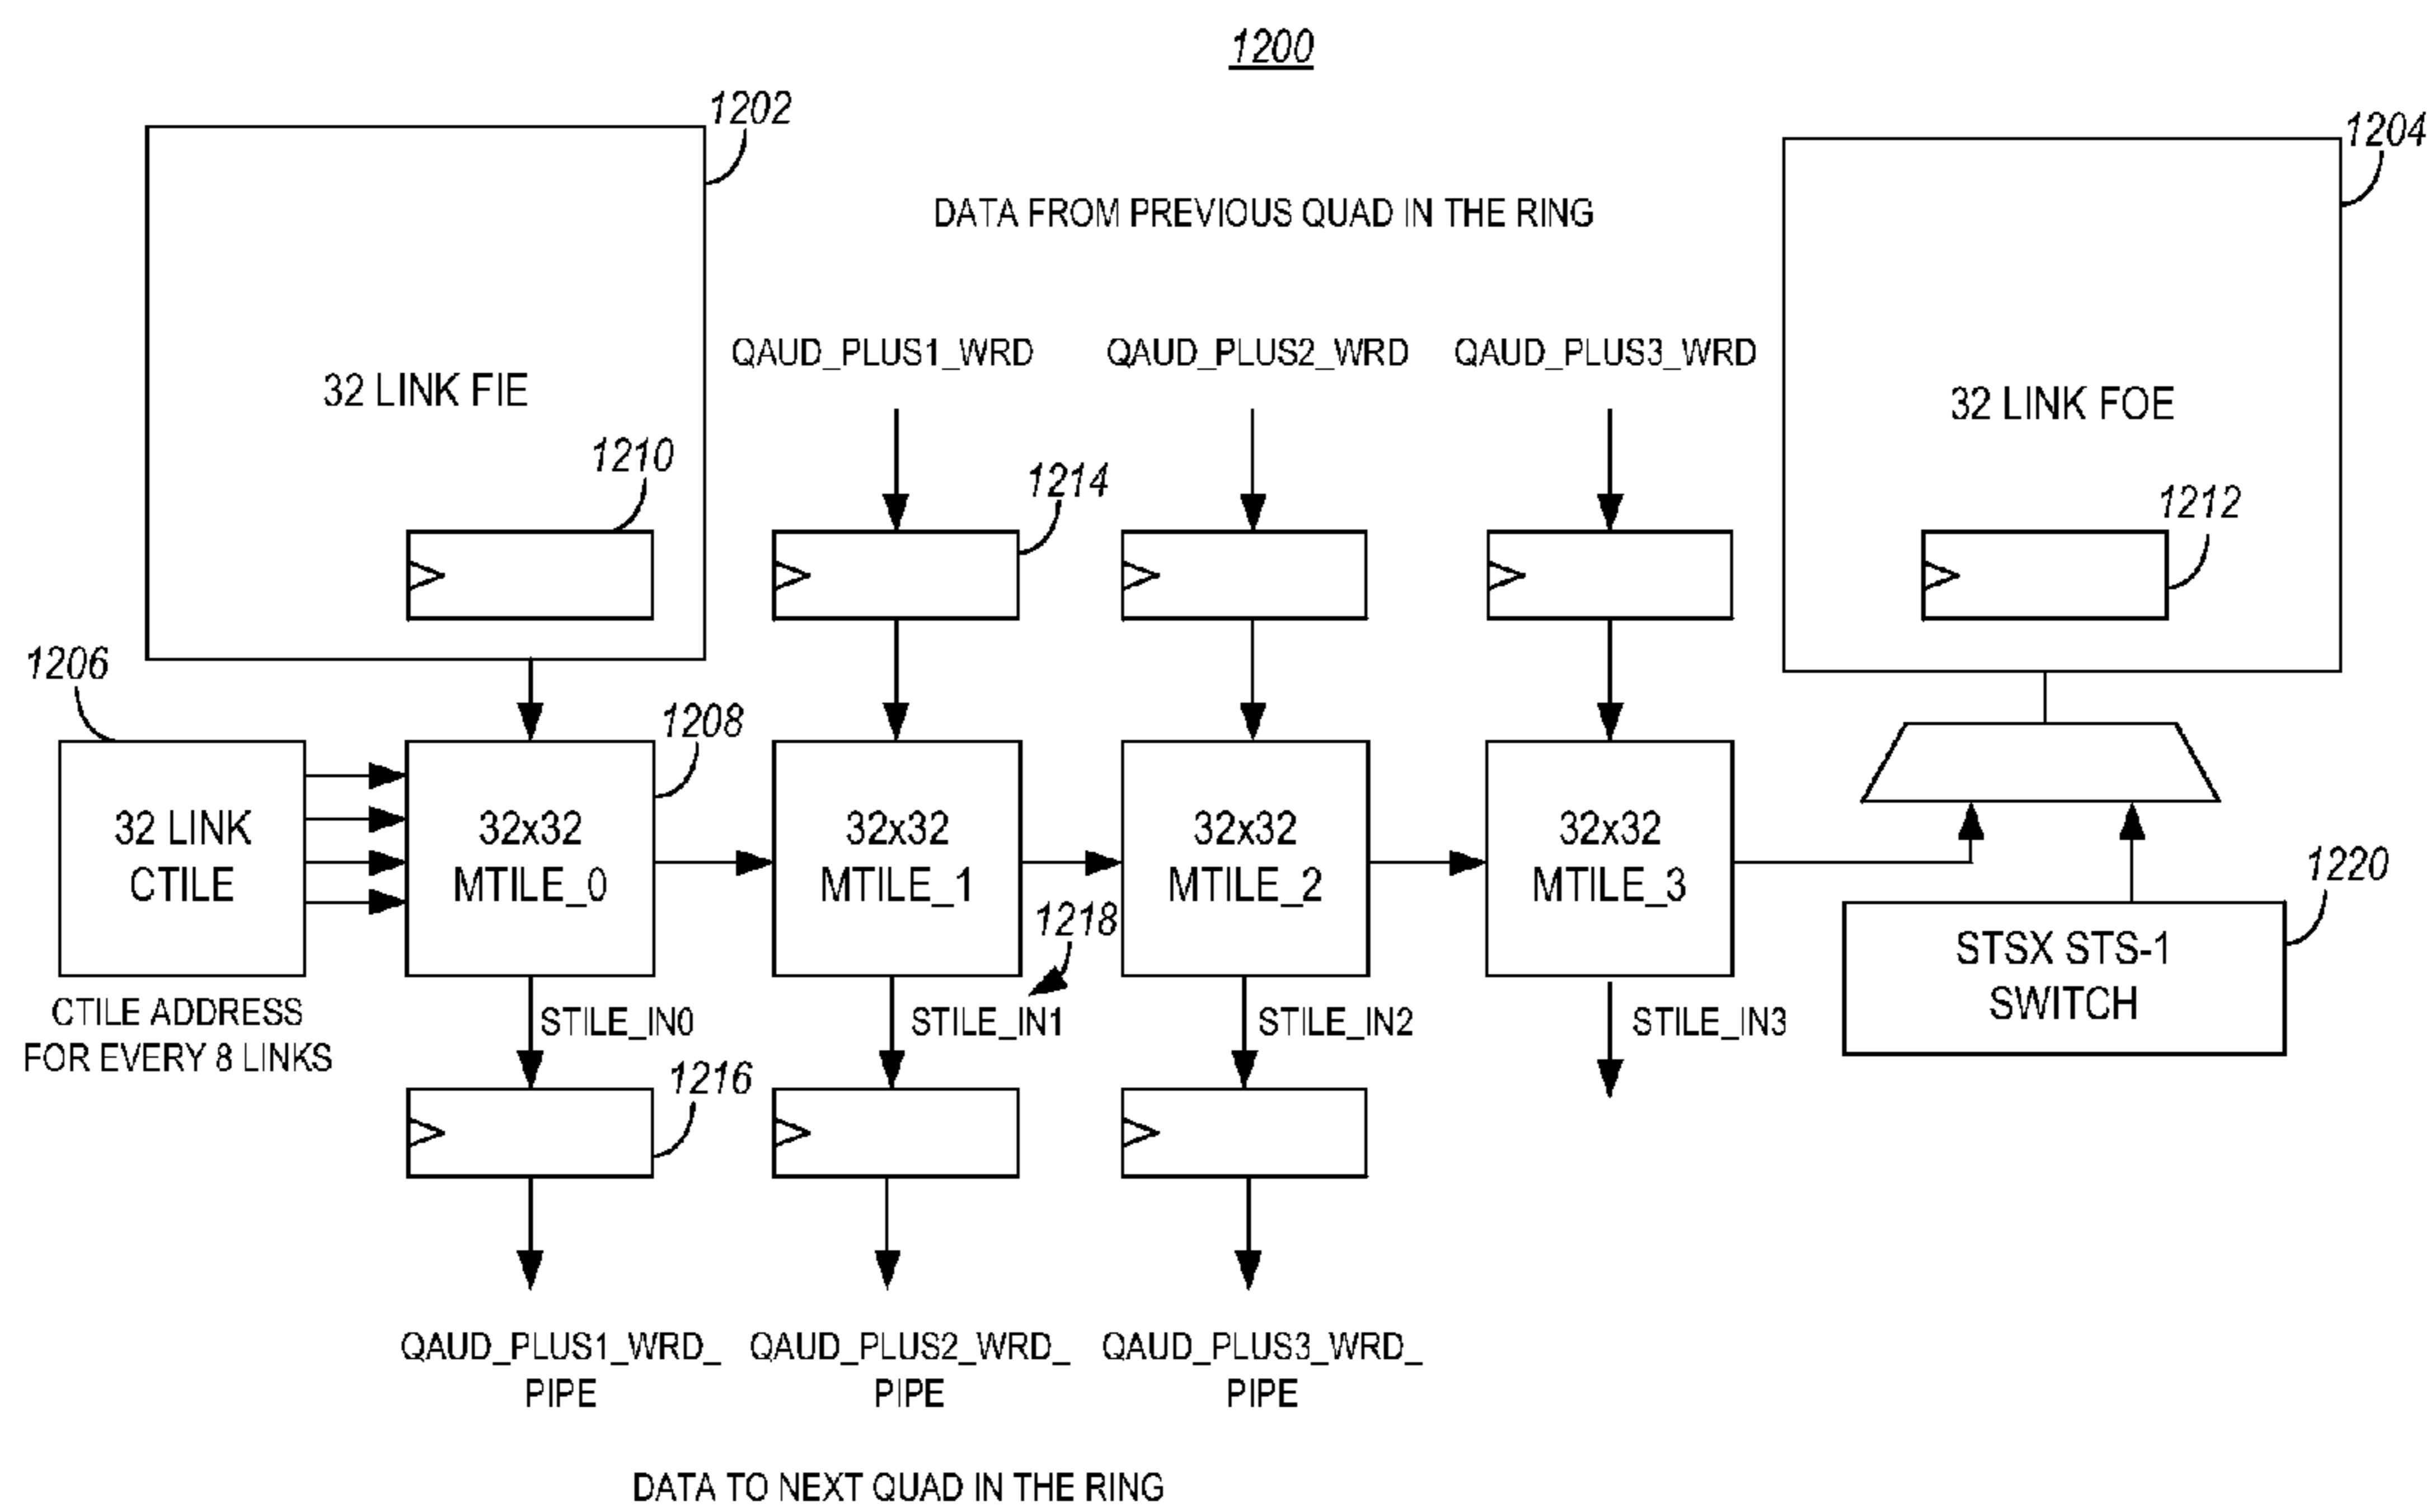 1200
1202
1204
DATA FROM PREVIOUS QUAD IN THE RING
QAUD_PLUS1_WRD
QAUD_PLUS2_WRD
QAUD_PLUS3_WRD
32 LINK FIE
32 LINK FOE
1210
1214
1212
1206
1208
32 LINK
CTILE
32x32
MTILE_0
32x32
MTILE_1
32x32
MTILE_2
32x32
MTILE_3
1218
1220
STSX STS-1
SWITCH
CTILE ADDRESS
FOR EVERY 8 LINKS
STILE_IN0
STILE_IN1
STILE_IN2
STILE_IN3
1216
QAUD_PLUS1_WRD_
PIPE
QAUD_PLUS2_WRD_
PIPE
QAUD_PLUS3_WRD_
PIPE
DATA TO NEXT QUAD IN THE RING